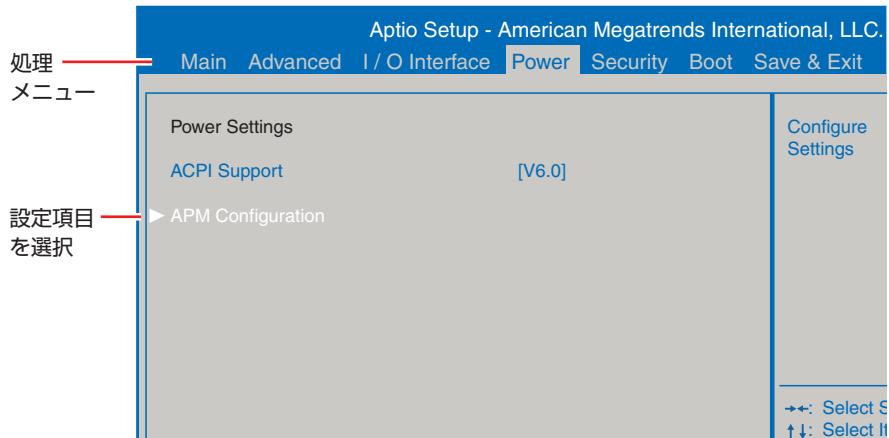 Aptio Setup - American Megatrends International, LLC.
処理
メニュー
Main Advanced I / O Interface Power Security Boot Save & Exit
Power Settings
ACPI Support [V6.0]
設定項目
を選択
▶ APM Configuration
Configure
Settings
→←: Select S
↑↓: Select It